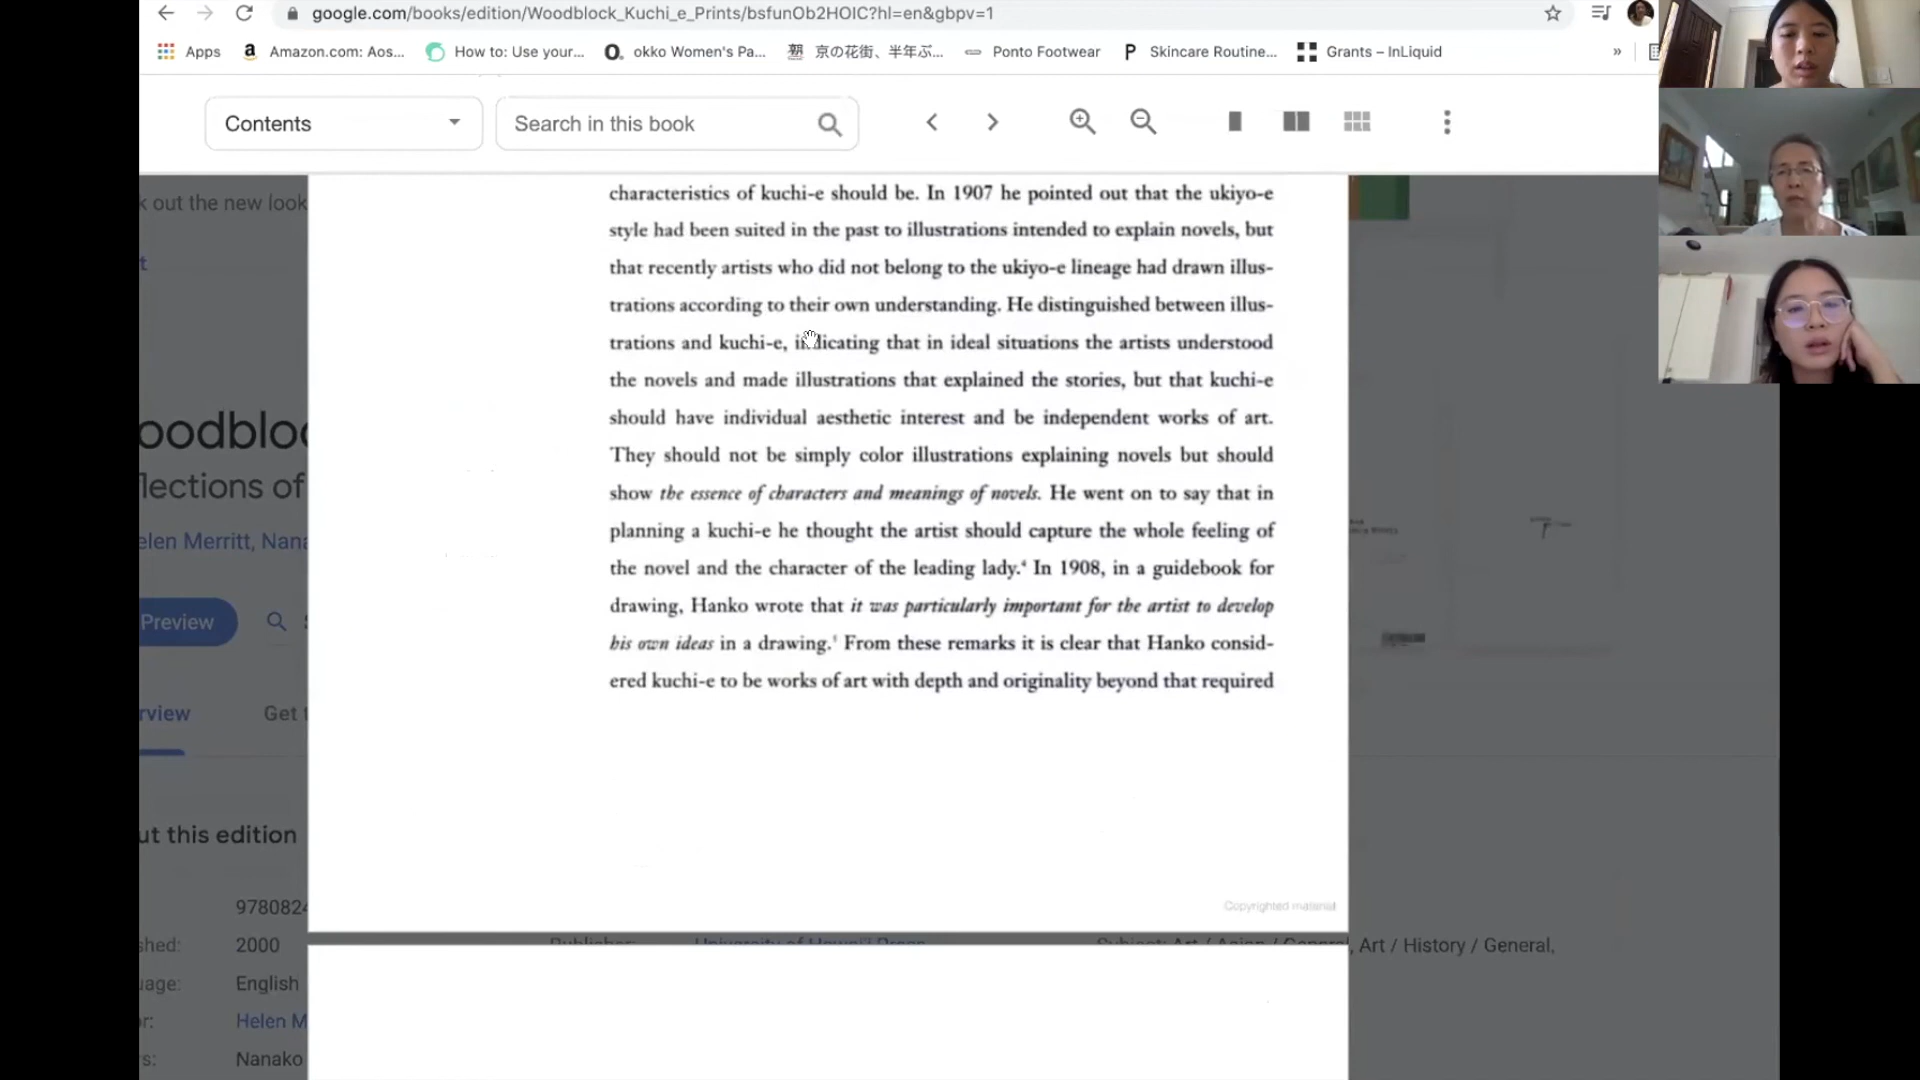 google.com/books/edition/Woodblock_Kuchi_e_Prints/bsfunOb2HOIC?hl=en&gbpv=1
Apps
Amazon.com: Aos...
How to: Use your...
okko Women's Pa...
京の花街、半年ぶ...
Ponto Footwear
Skincare Routine...
Grants – InLiquid
»
Contents
Search in this book
k out the new look
characteristics of kuchi-e should be. In 1907 he pointed out that the ukiyo-e
style had been suited in the past to illustrations intended to explain novels, but
that recently artists who did not belong to the ukiyo-e lineage had drawn illus-
trations according to their own understanding. He distinguished between illus-
trations and kuchi-e, indicating that in ideal situations the artists understood
the novels and made illustrations that explained the stories, but that kuchi-e
should have individual aesthetic interest and be independent works of art.
They should not be simply color illustrations explaining novels but should
show the essence of characters and meanings of novels. He went on to say that in
planning a kuchi-e he thought the artist should capture the whole feeling of
the novel and the character of the leading lady.⁴ In 1908, in a guidebook for
drawing, Hanko wrote that it was particularly important for the artist to develop
his own ideas in a drawing.⁵ From these remarks it is clear that Hanko consid-
ered kuchi-e to be works of art with depth and originality beyond that required
Copyrighted material
t
oodbloc
lections of
elen Merritt, Nana
Preview
rview
Get t
ut this edition
9780824
shed: 2000
Publisher: University of Hawai'i Press
Subject: Art / Asian / General, Art / History / General,
uage: English
r: Helen M
s: Nanako